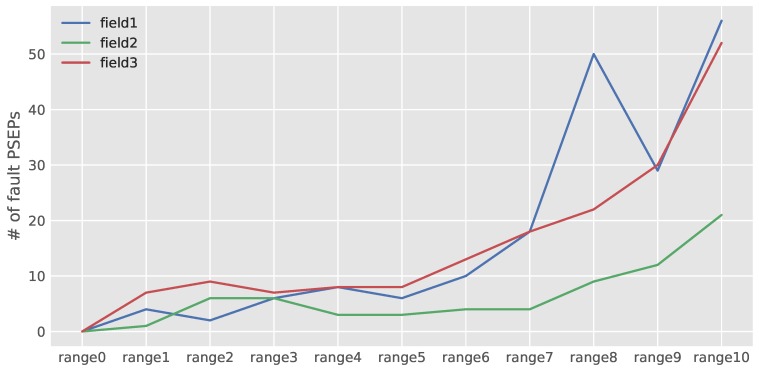 field1
field2
field3
# of fault PSEPs
50
40
30
20
10
0
range0 range1 range2 range3 range4 range5 range6 range7 range8 range9 range10